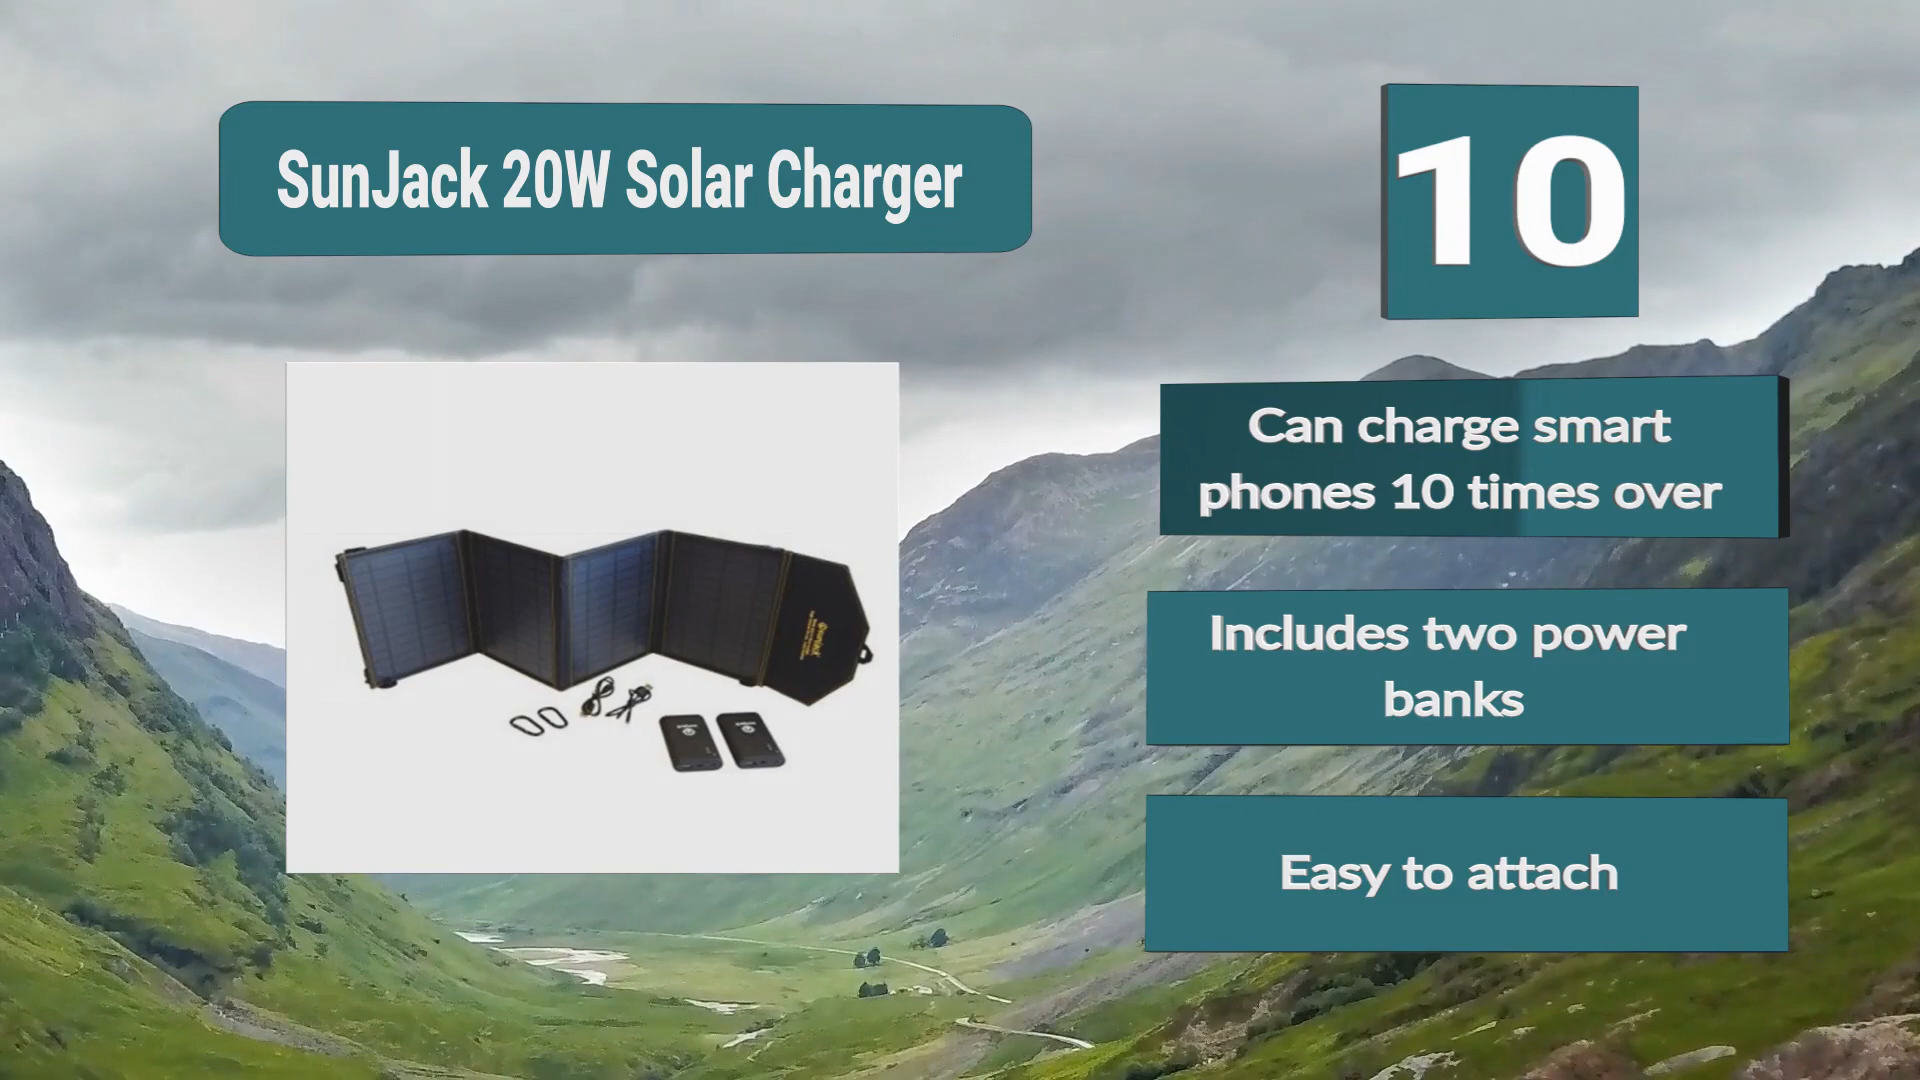 SunJack 20W Solar Charger
10
Can charge smart
phones 10 times over
Includes two power
banks
Easy to attach